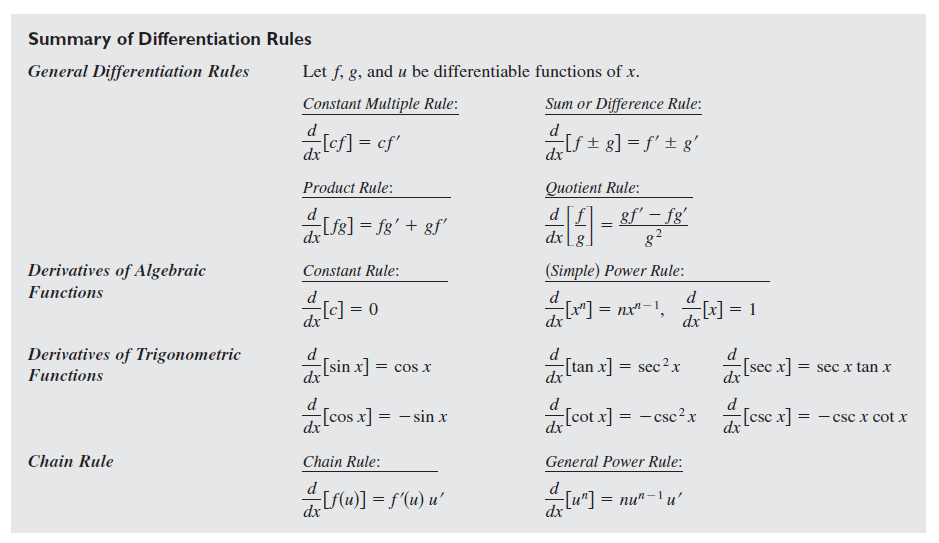 Summary of Differentiation Rules
General Differentiation Rules Let f, g, and u be differentiable functions of x.
Constant Multiple Rule: Sum or Difference Rule:
d/dx[cf] = cf′ d/dx[f ± g] = f′ ± g′
Product Rule: Quotient Rule:
d/dx[fg] = fg′ + gf′ d/dx[f/g] = (gf′ − fg′)/g²
Derivatives of Algebraic Constant Rule: (Simple) Power Rule:
Functions
d/dx[c] = 0 d/dx[xⁿ] = nxⁿ⁻¹, d/dx[x] = 1
Derivatives of Trigonometric
Functions
d/dx[sin x] = cos x d/dx[tan x] = sec² x d/dx[sec x] = sec x tan x
d/dx[cos x] = −sin x d/dx[cot x] = −csc² x d/dx[csc x] = −csc x cot x
Chain Rule Chain Rule: General Power Rule:
d/dx[f(u)] = f′(u) u′ d/dx[uⁿ] = nuⁿ⁻¹ u′